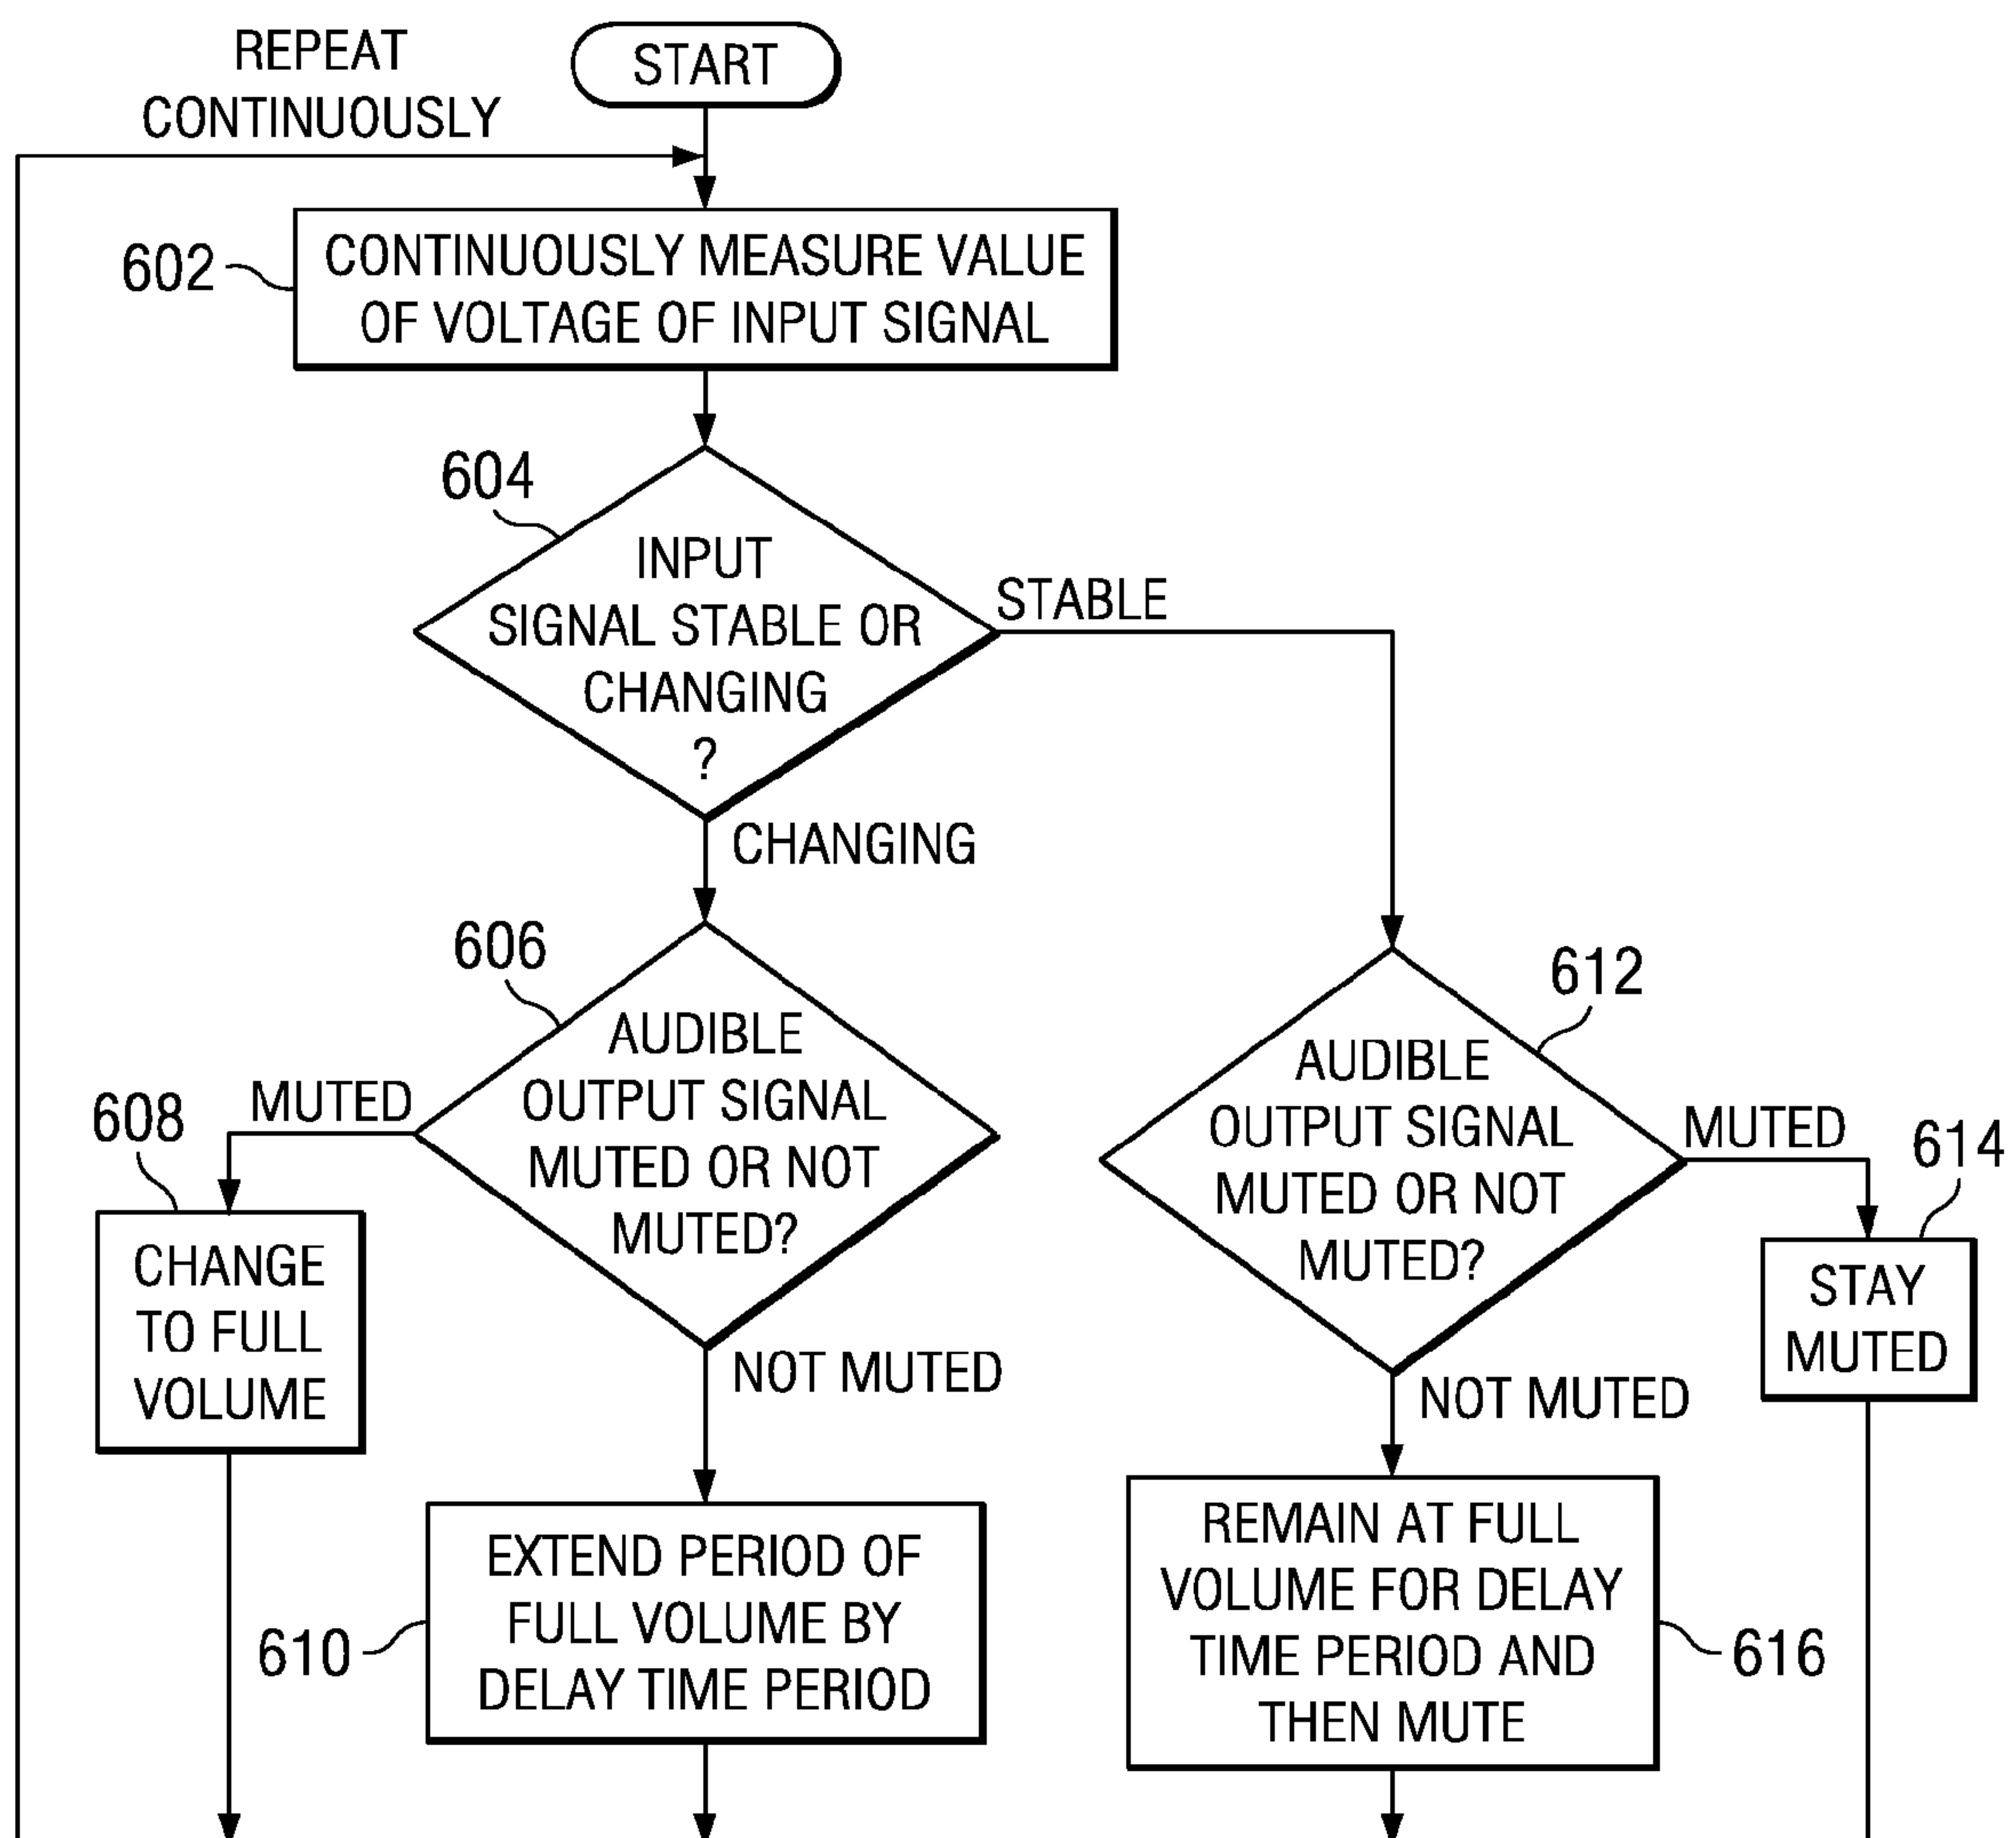 REPEAT
CONTINUOUSLY
START
602
CONTINUOUSLY MEASURE VALUE
OF VOLTAGE OF INPUT SIGNAL
604
INPUT
SIGNAL STABLE OR
CHANGING
?
STABLE
CHANGING
606
AUDIBLE
OUTPUT SIGNAL
MUTED OR NOT
MUTED?
MUTED
608
CHANGE
TO FULL
VOLUME
NOT MUTED
610
EXTEND PERIOD OF
FULL VOLUME BY
DELAY TIME PERIOD
612
AUDIBLE
OUTPUT SIGNAL
MUTED OR NOT
MUTED?
MUTED
614
STAY
MUTED
NOT MUTED
REMAIN AT FULL
VOLUME FOR DELAY
TIME PERIOD AND
THEN MUTE
616